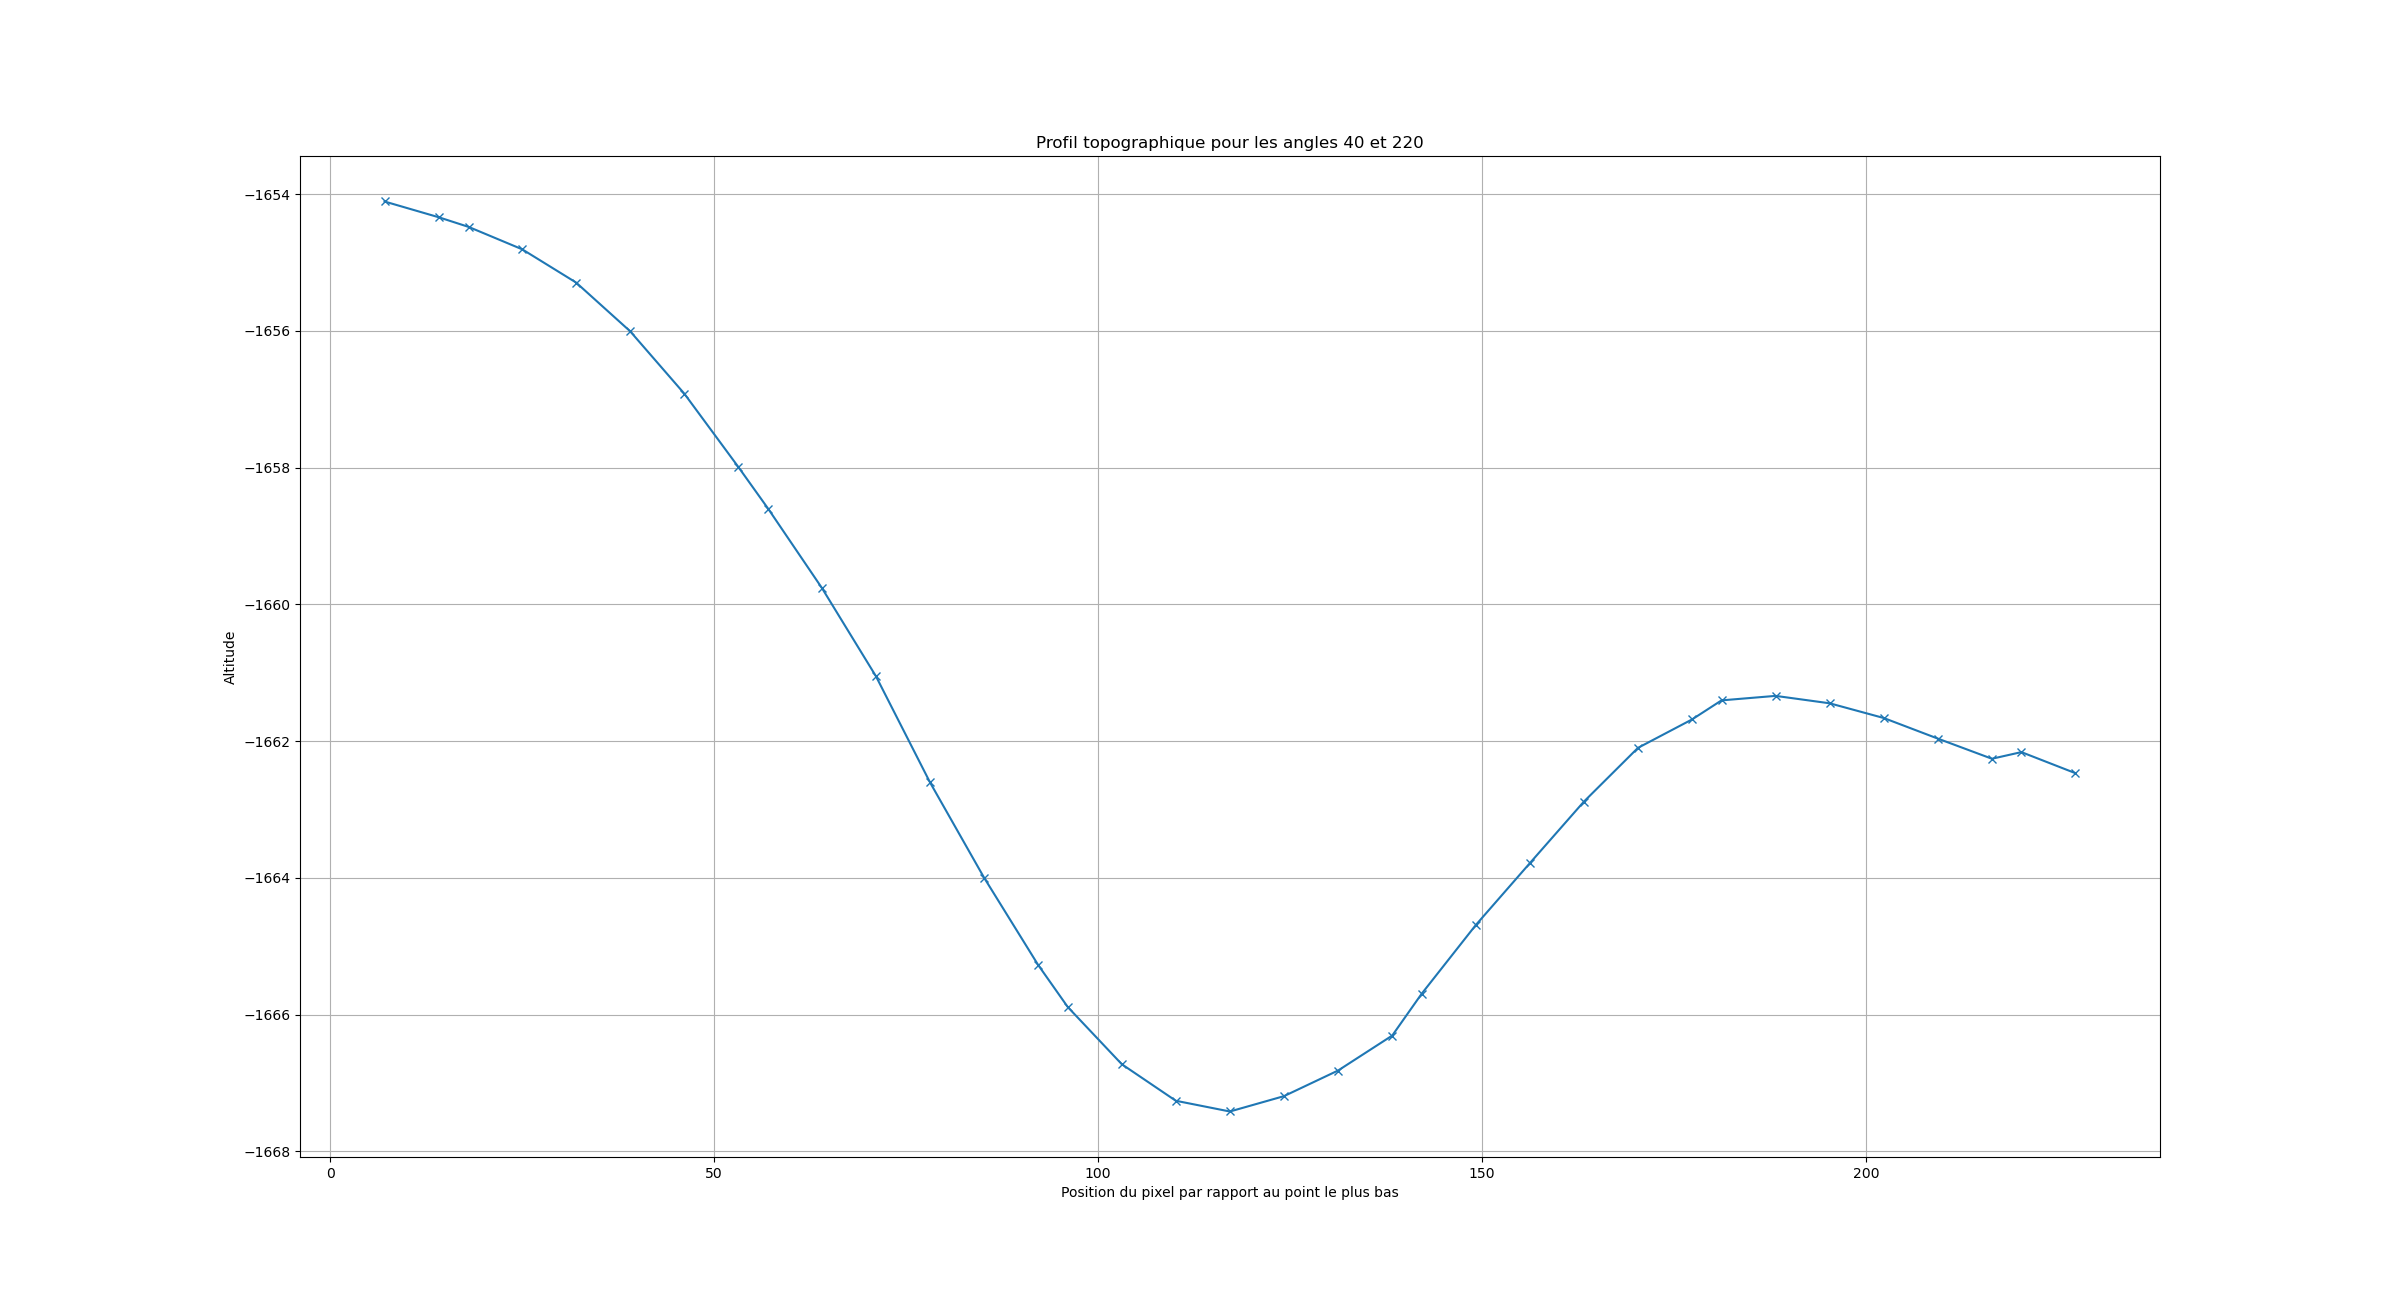 Profil topographique pour les angles 40 et 220
−1654
−1656
−1658
−1660
−1662
−1664
−1666
−1668
Altitude
0 50 100 150 200
Position du pixel par rapport au point le plus bas